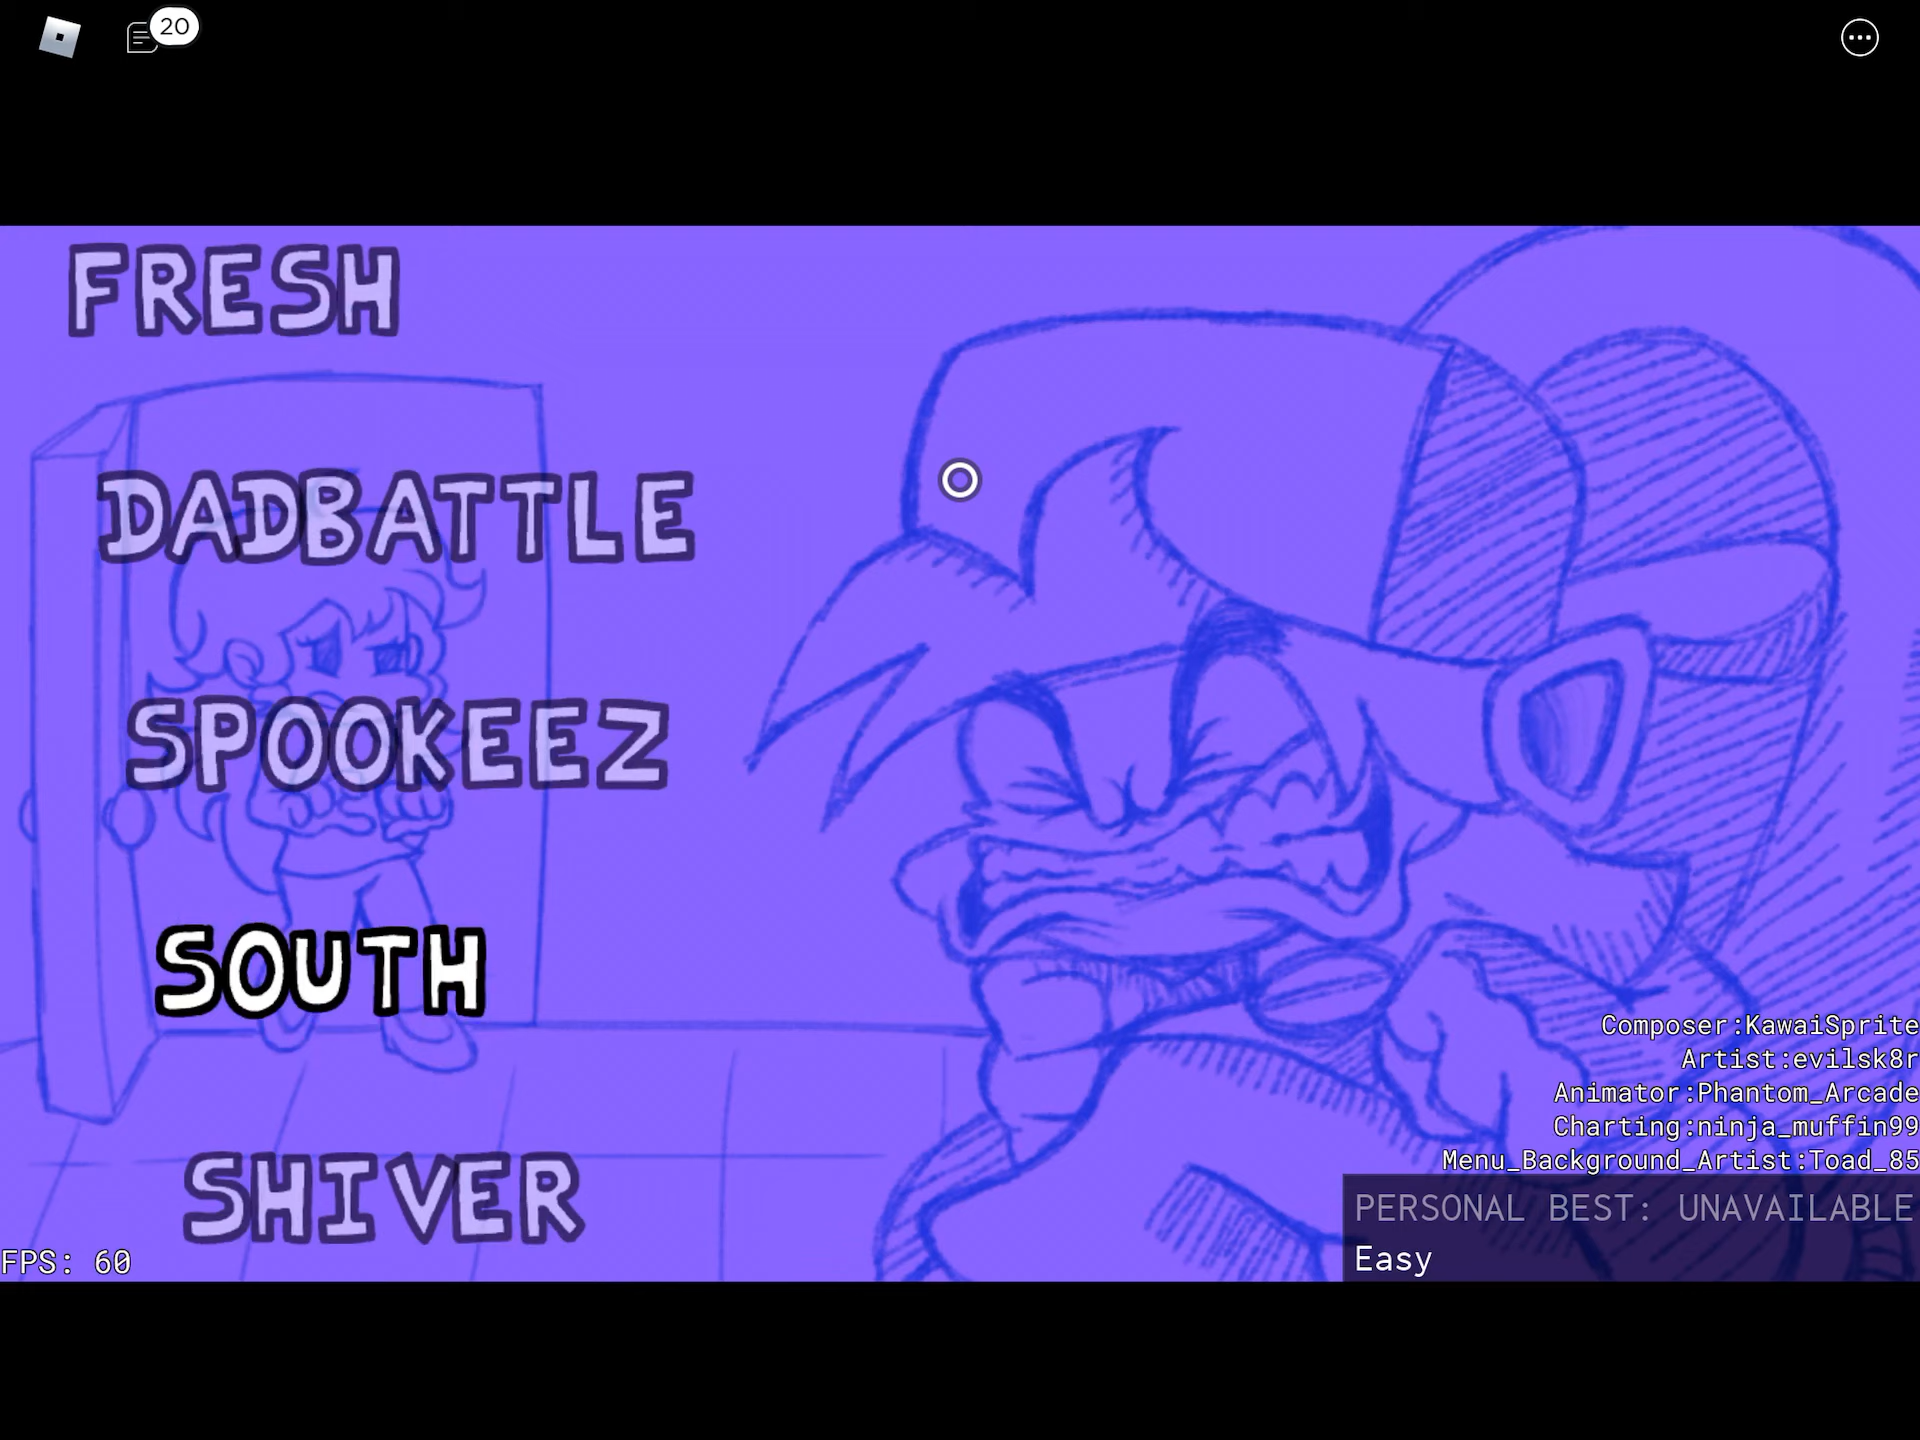 20
FRESH
DADBATTLE
SPOOKEEZ
SOUTH
SHIVER
Composer:KawaiSprite
Artist:evilsk8r
Animator:Phantom_Arcade
Charting:ninja_muffin99
Menu_Background_Artist:Toad_85
PERSONAL BEST: UNAVAILABLE
Easy
FPS: 60